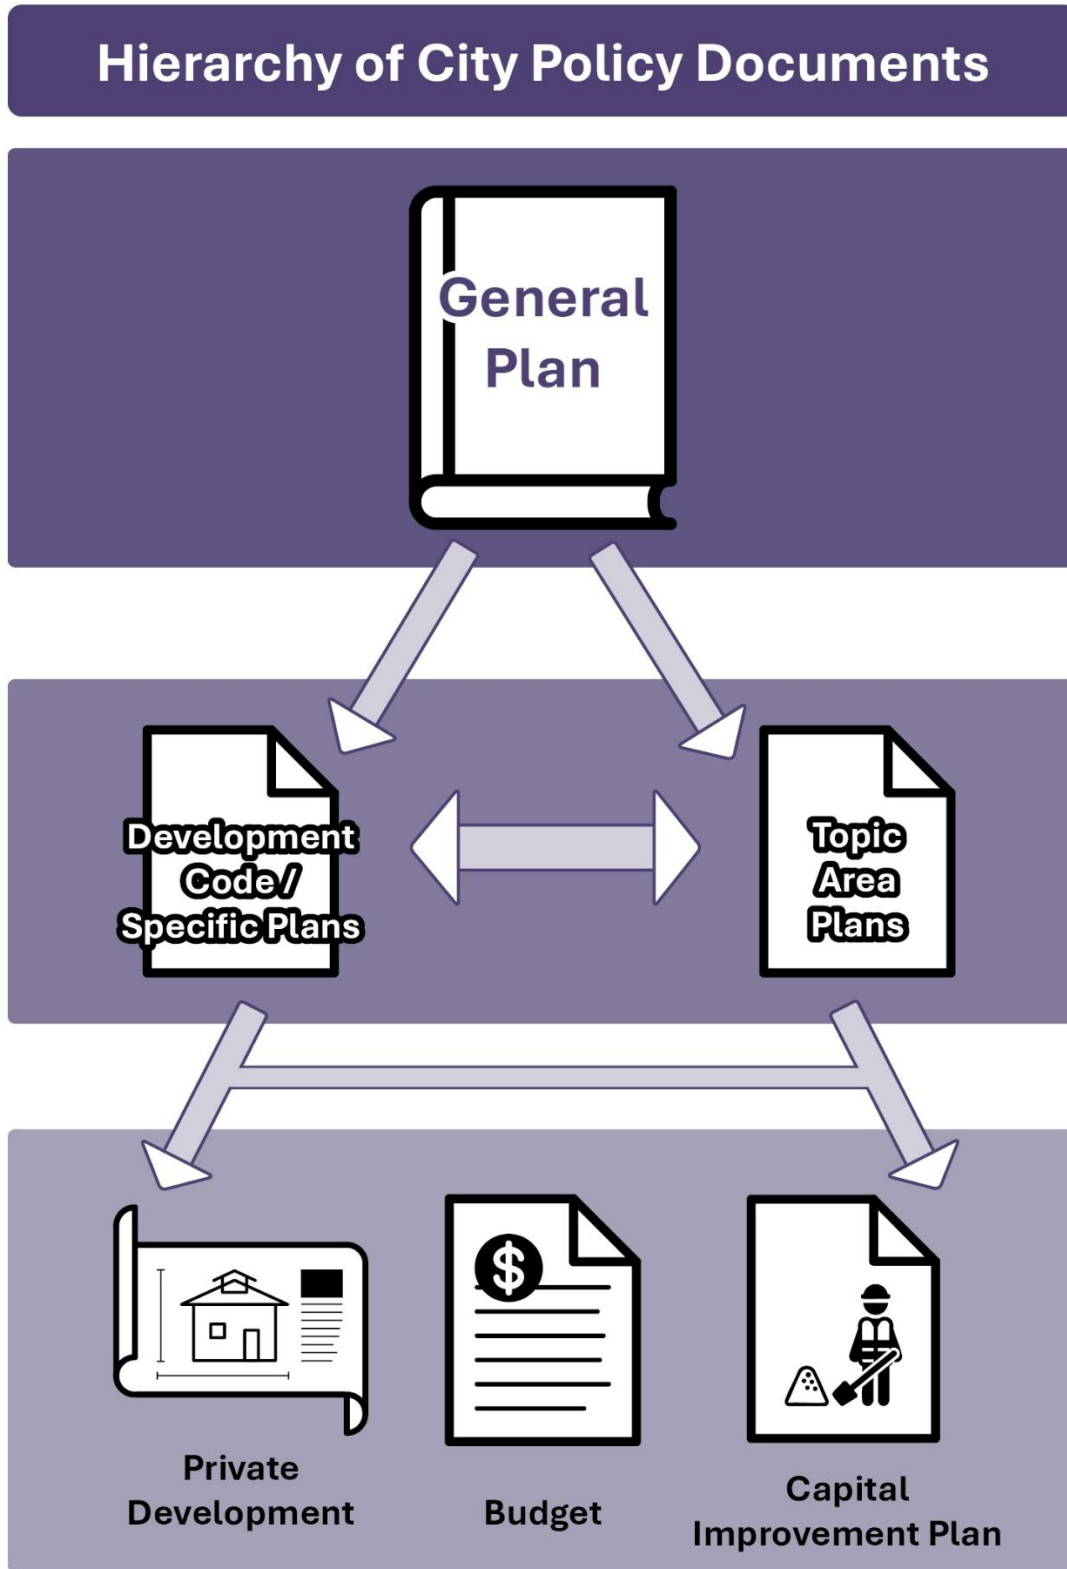 Hierarchy of City Policy Documents
General
Plan
Development
Code /
Specific Plans
Topic
Area
Plans
$
Private
Development
Budget
Capital
Improvement Plan